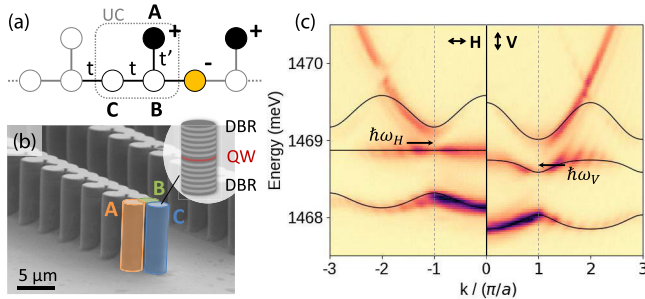 (a)
UC
A
+
+
t
t
t'
-
C
B
(b)
DBR
QW
DBR
A
B
C
5 μm
(c)
H
V
Energy (meV)
1470
1469
1468
ℏω_H
ℏω_V
-3 -2 -1 0 1 2 3
k / (π/a)